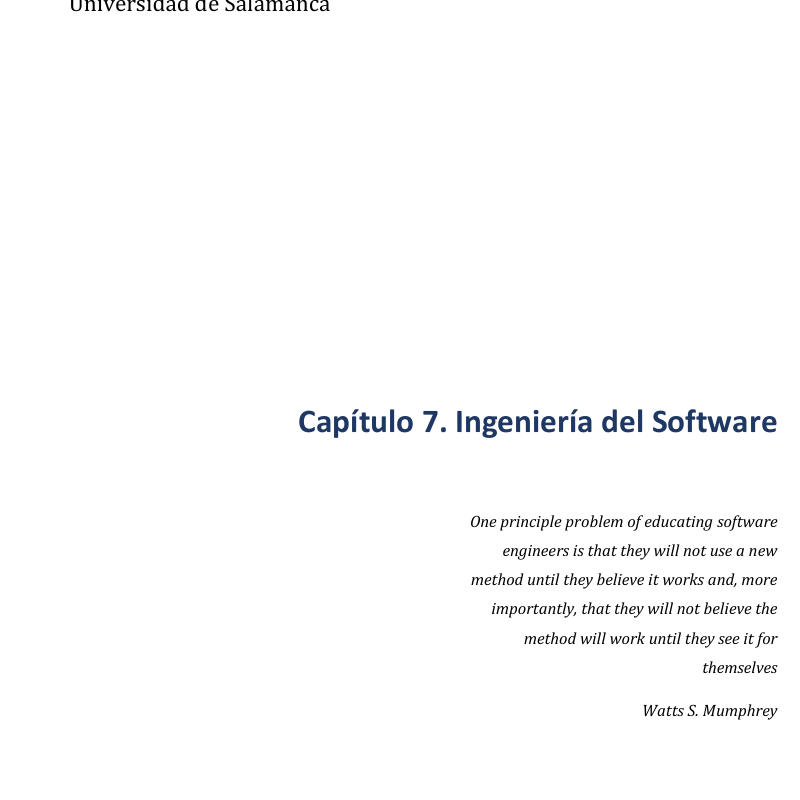 Universidad de Salamanca
Capítulo 7. Ingeniería del Software
One principle problem of educating software
engineers is that they will not use a new
method until they believe it works and, more
importantly, that they will not believe the
method will work until they see it for
themselves
Watts S. Mumphrey